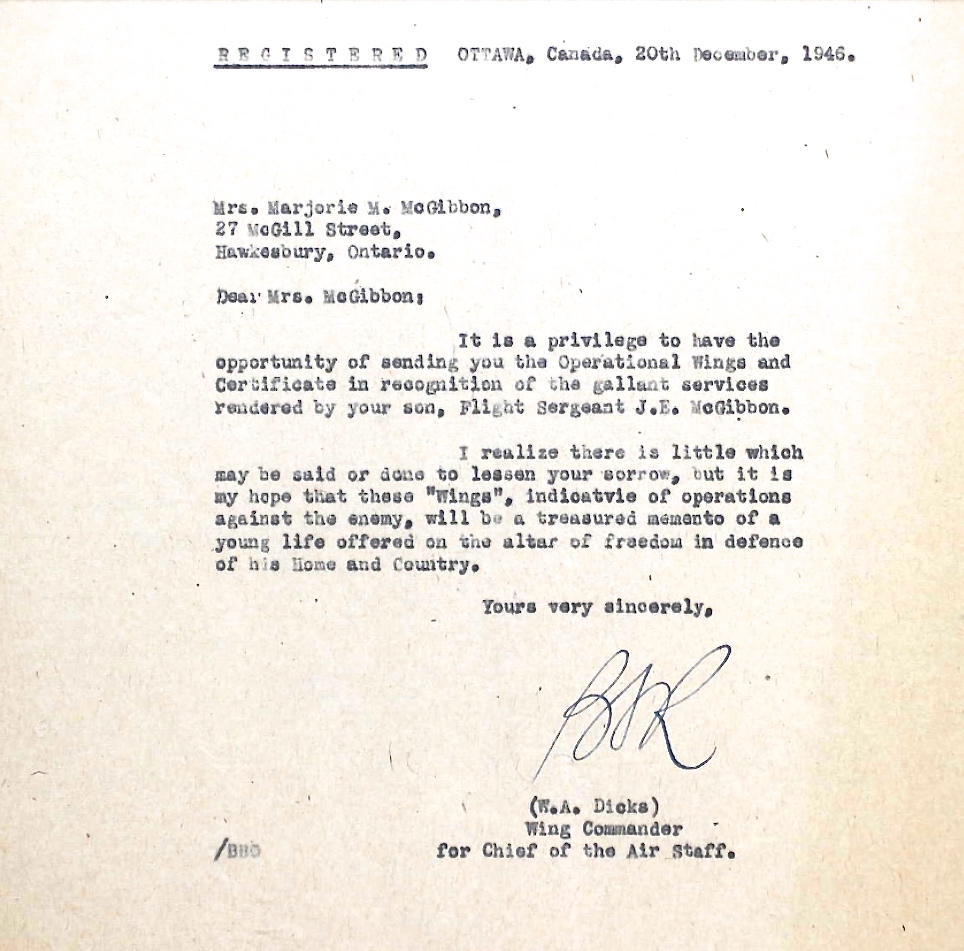 R E G I S T E R E D OTTAWA, Canada, 20th December, 1946.
Mrs. Marjorie M. McGibbon,
27 McGill Street,
Hawkesbury, Ontario.
Dear Mrs. McGibbon:
It is a privilege to have the
opportunity of sending you the Operational Wings and
Certificate in recognition of the gallant services
rendered by your son, Flight Sergeant J.E. McGibbon.
I realize there is little which
may be said or done to lessen your sorrow, but it is
my hope that these "Wings", indicatvie of operations
against the enemy, will be a treasured memento of a
young life offered on the altar of freedom in defence
of his Home and Country.
Yours very sincerely,
(W.A. Dicks)
Wing Commander
for Chief of the Air Staff.